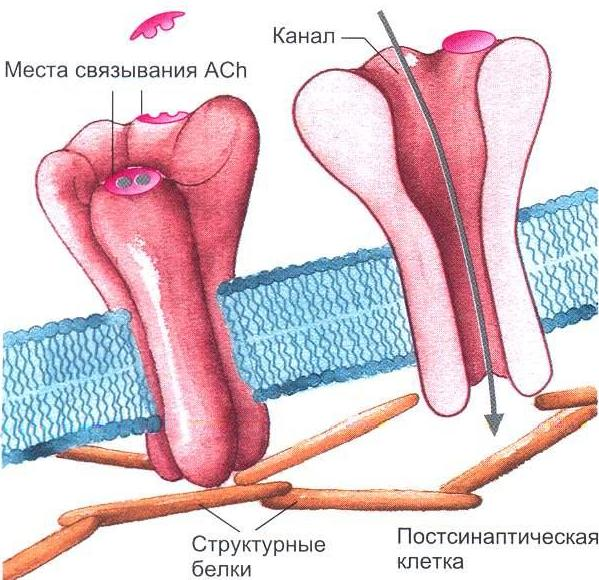 Канал
Места связывания ACh
Структурные
белки
Постсинаптическая
клетка